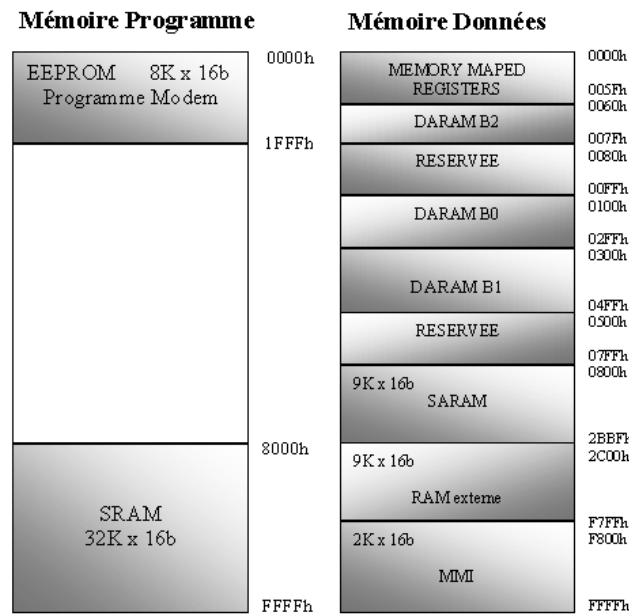 Mémoire Programme
EEPROM 8K x 16b
Programme Modem
0000h
1FFFh
8000h
SRAM
32K x 16b
FFFFh
Mémoire Données
MEMORY MAPED
REGISTERS
0000h
005Fh
0060h
DARAM B2
007Fh
0080h
RESERVEE
00FFh
0100h
DARAM B0
02FFh
0300h
DARAM B1
04FFh
0500h
RESERVEE
07FFh
0800h
9K x 16b
SARAM
2BBFh
2C00h
9K x 16b
RAM externe
F7FFh
F800h
2K x 16b
MMI
FFFFh